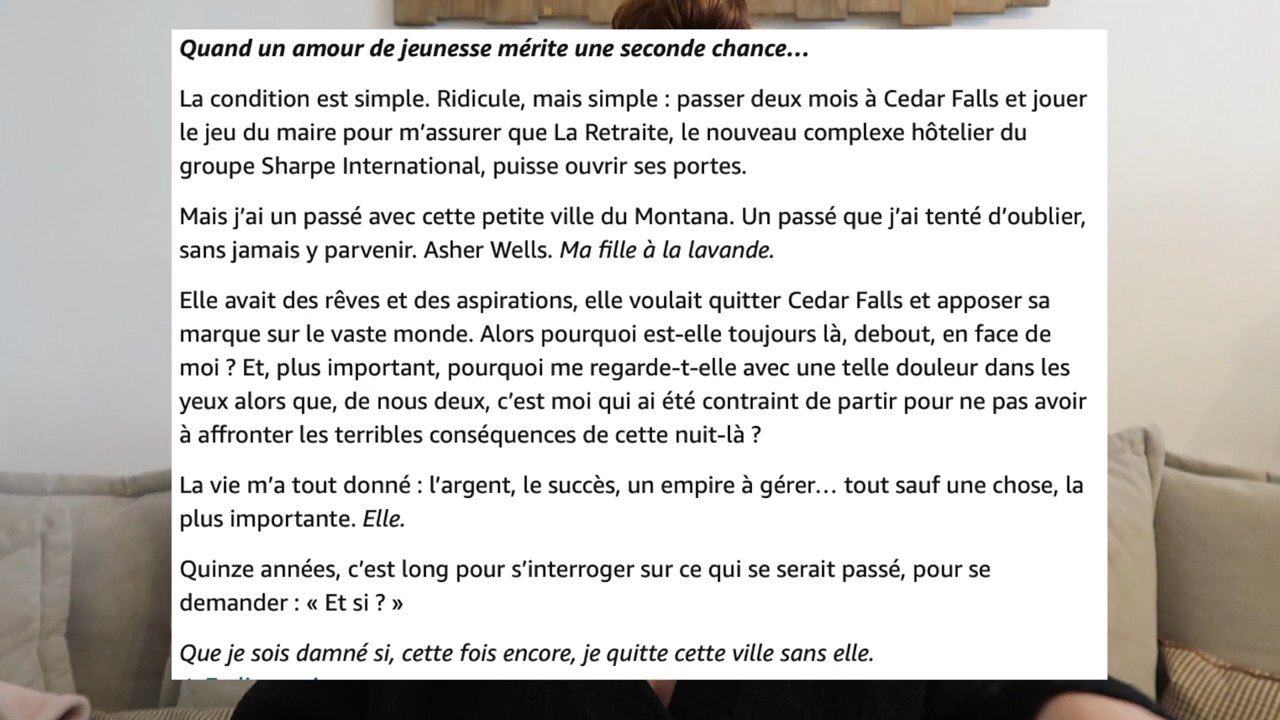 Quand un amour de jeunesse mérite une seconde chance…
La condition est simple. Ridicule, mais simple : passer deux mois à Cedar Falls et jouer
le jeu du maire pour m’assurer que La Retraite, le nouveau complexe hôtelier du
groupe Sharpe International, puisse ouvrir ses portes.
Mais j’ai un passé avec cette petite ville du Montana. Un passé que j’ai tenté d’oublier,
sans jamais y parvenir. Asher Wells. Ma fille à la lavande.
Elle avait des rêves et des aspirations, elle voulait quitter Cedar Falls et apposer sa
marque sur le vaste monde. Alors pourquoi est-elle toujours là, debout, en face de
moi ? Et, plus important, pourquoi me regarde-t-elle avec une telle douleur dans les
yeux alors que, de nous deux, c’est moi qui ai été contraint de partir pour ne pas avoir
à affronter les terribles conséquences de cette nuit-là ?
La vie m’a tout donné : l’argent, le succès, un empire à gérer… tout sauf une chose, la
plus importante. Elle.
Quinze années, c’est long pour s’interroger sur ce qui se serait passé, pour se
demander : « Et si ? »
Que je sois damné si, cette fois encore, je quitte cette ville sans elle.